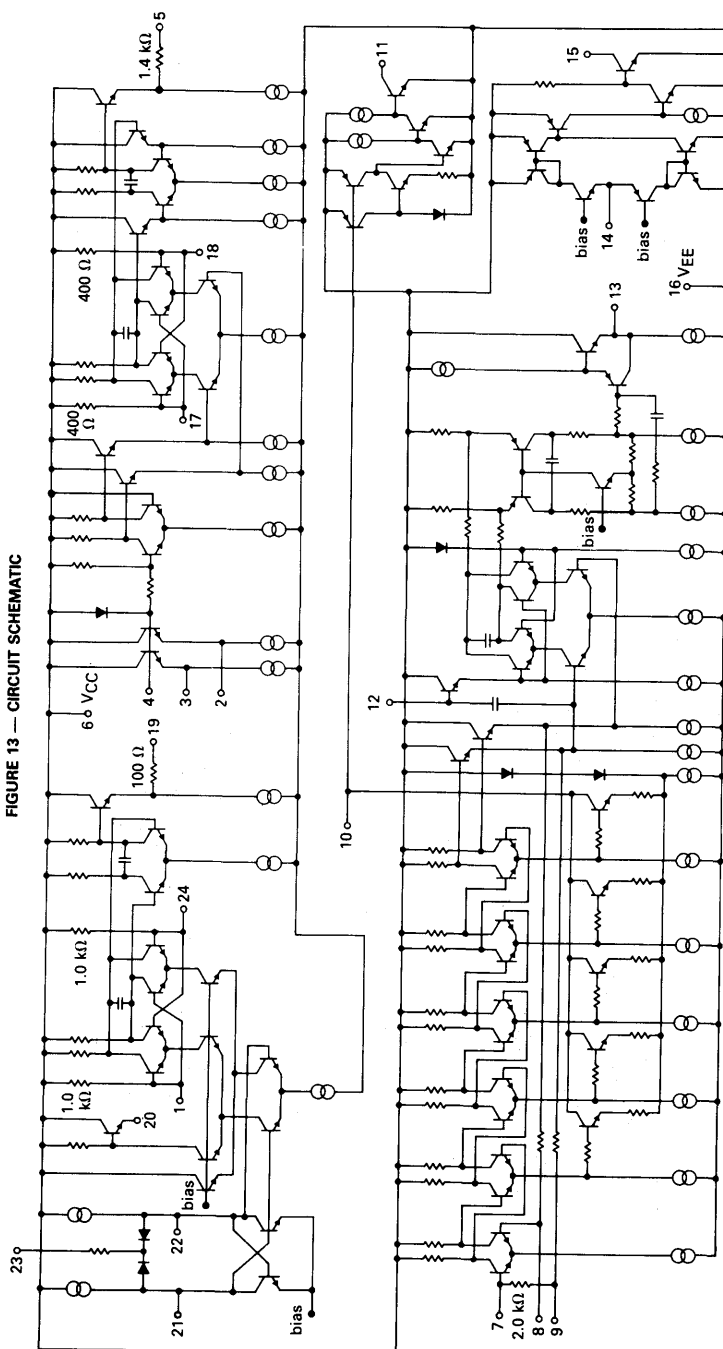 FIGURE 13 — CIRCUIT SCHEMATIC
23
21
22
bias
bias
20
1.0 kΩ
1
1.0 kΩ
24
100 Ω
19
6 VCC
4
3
2
400 Ω
17
400 Ω
18
1.4 kΩ
5
7
2.0 kΩ
8
9
10
12
bias
13
16 VEE
11
bias
14
bias
15